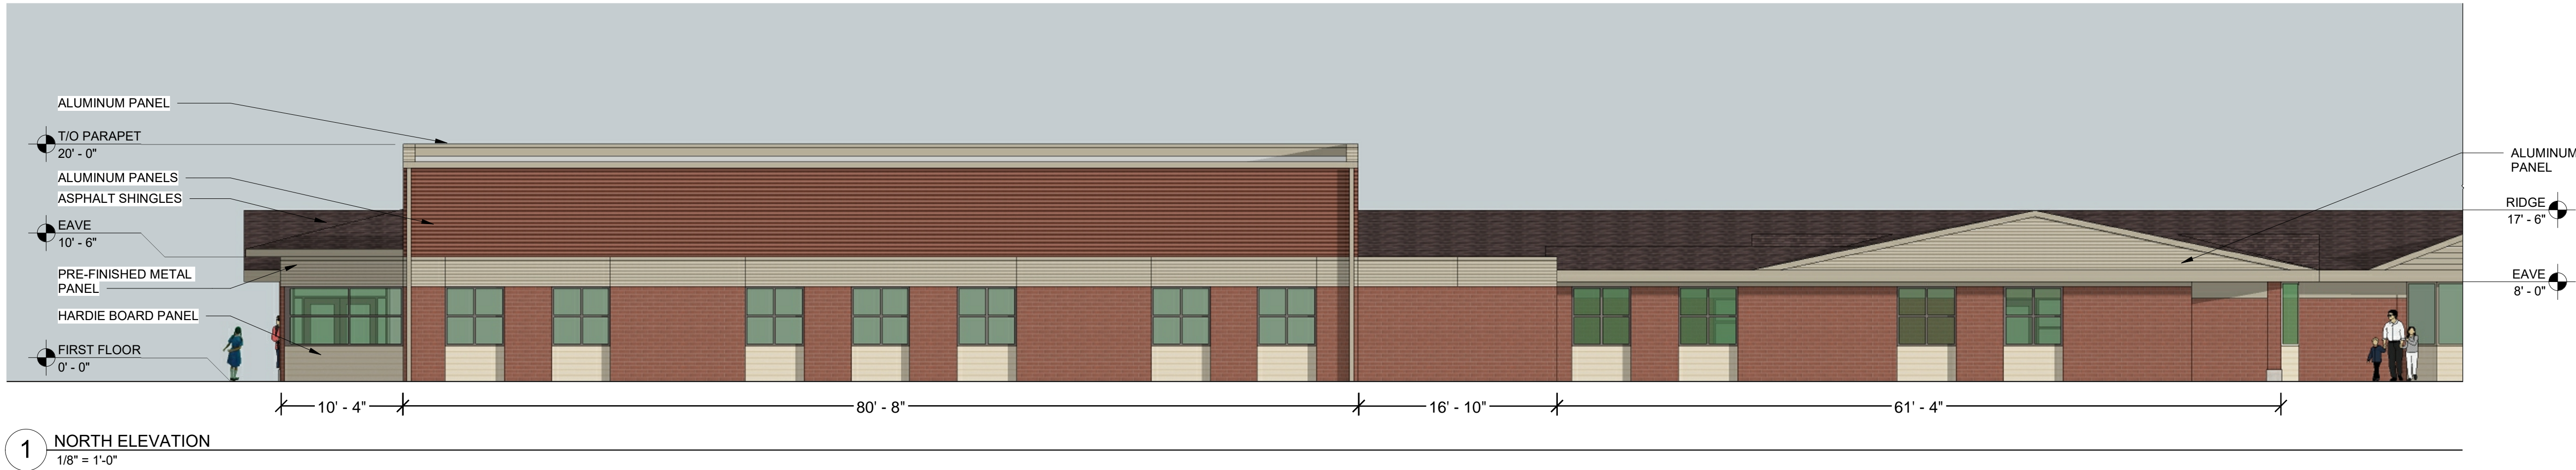 ALUMINUM PANEL
T/O PARAPET
20' - 0"
ALUMINUM PANELS
ASPHALT SHINGLES
EAVE
10' - 6"
PRE-FINISHED METAL
PANEL
HARDIE BOARD PANEL
FIRST FLOOR
0' - 0"
ALUMINUM
PANEL
RIDGE
17' - 6"
EAVE
8' - 0"
10' - 4"
80' - 8"
16' - 10"
61' - 4"
1
NORTH ELEVATION
1/8" = 1'-0"